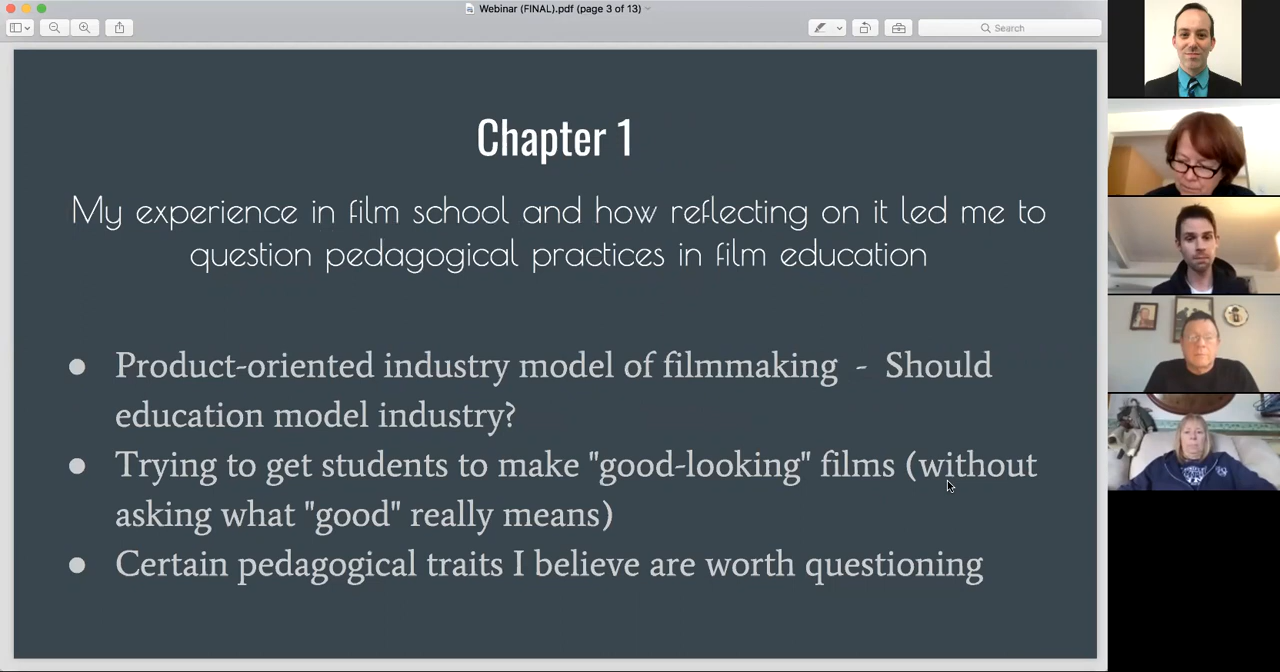 Webinar (FINAL).pdf (page 3 of 13)
Search
Chapter 1
My experience in film school and how reflecting on it led me to
question pedagogical practices in film education
● Product-oriented industry model of filmmaking - Should
education model industry?
● Trying to get students to make "good-looking" films (without
asking what "good" really means)
● Certain pedagogical traits I believe are worth questioning